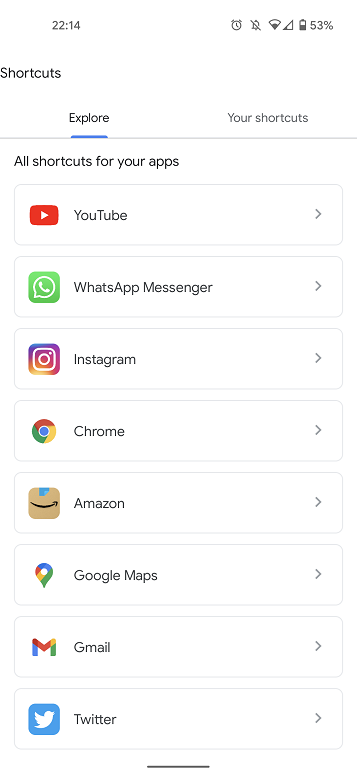 22:14 53%
Shortcuts
Explore Your shortcuts
All shortcuts for your apps
YouTube
WhatsApp Messenger
Instagram
Chrome
Amazon
Google Maps
Gmail
Twitter